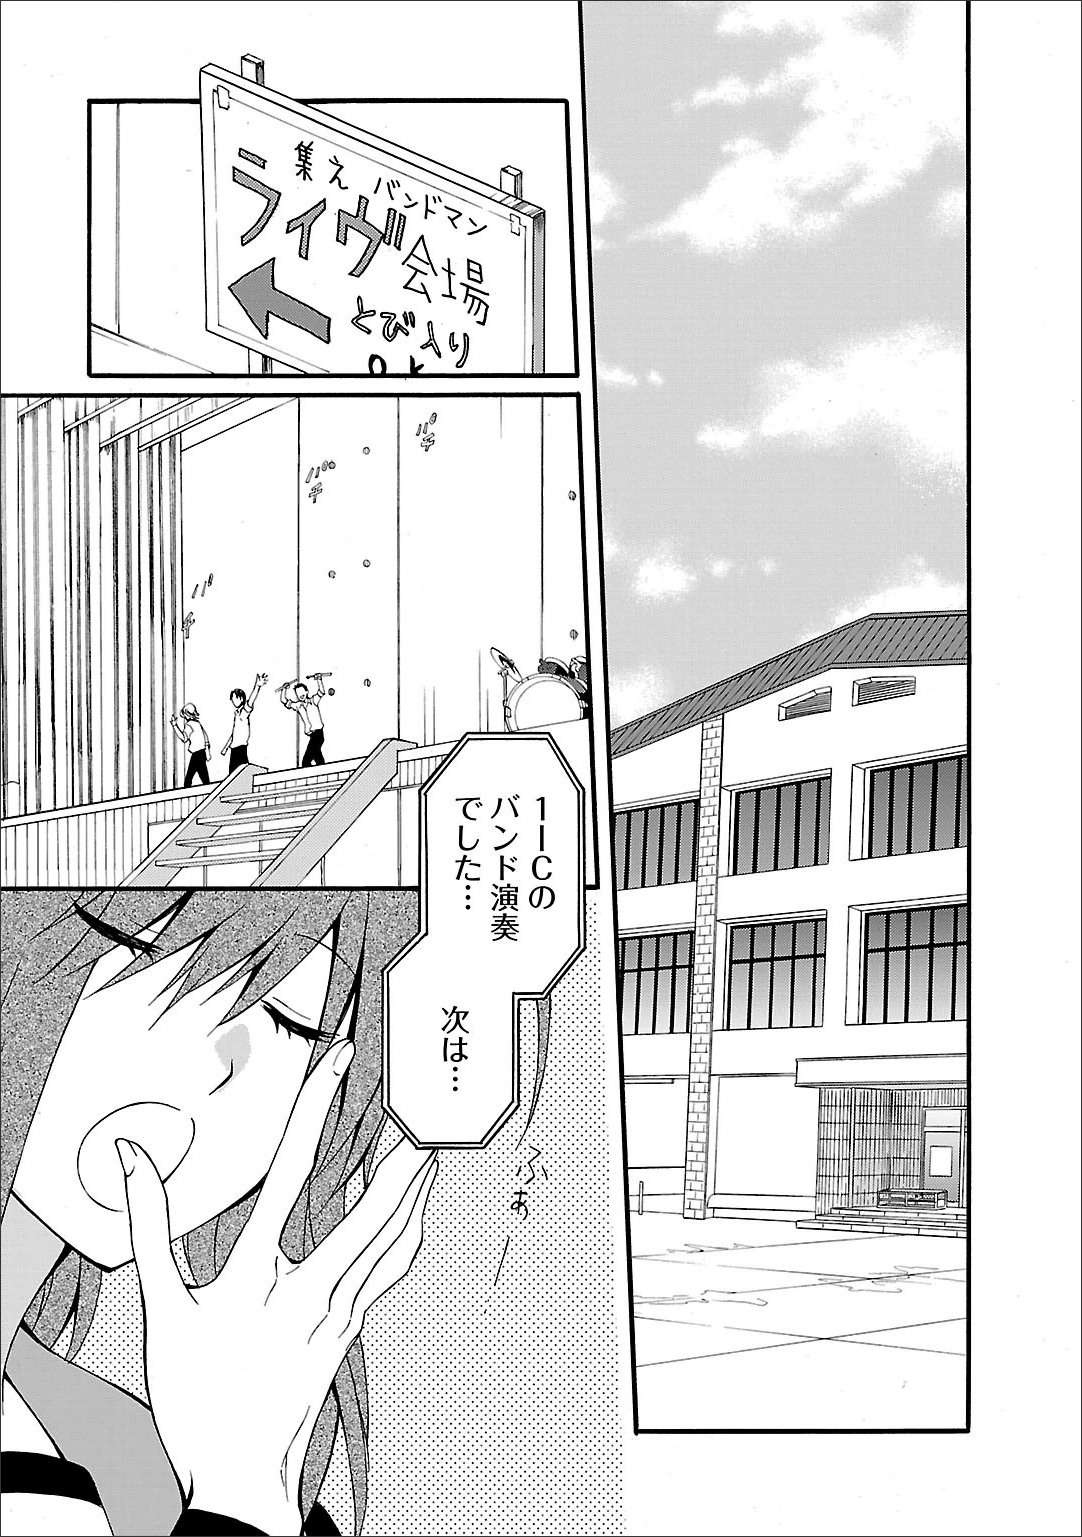 集え バンドマン
ライヴ会場
とび入り
OK
パチ
パチ
パチ
1-Cの
バンド演奏
でした…
次は…
ふぁ